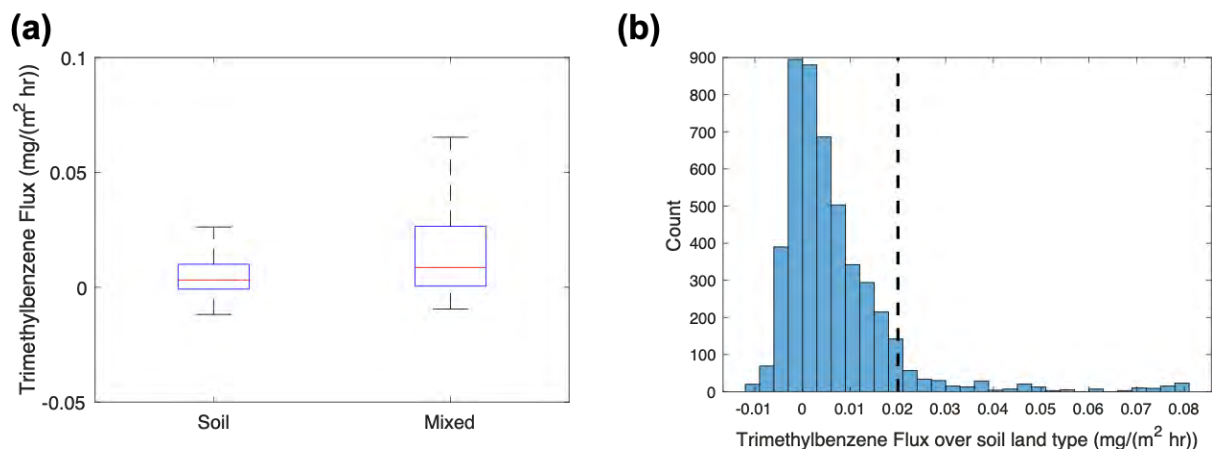 (a)
Trimethylbenzene Flux (mg/(m² hr))
0.1
0.05
0
-0.05
Soil
Mixed
(b)
Count
900
800
700
600
500
400
300
200
100
0
-0.01 0 0.01 0.02 0.03 0.04 0.05 0.06 0.07 0.08
Trimethylbenzene Flux over soil land type (mg/(m² hr))